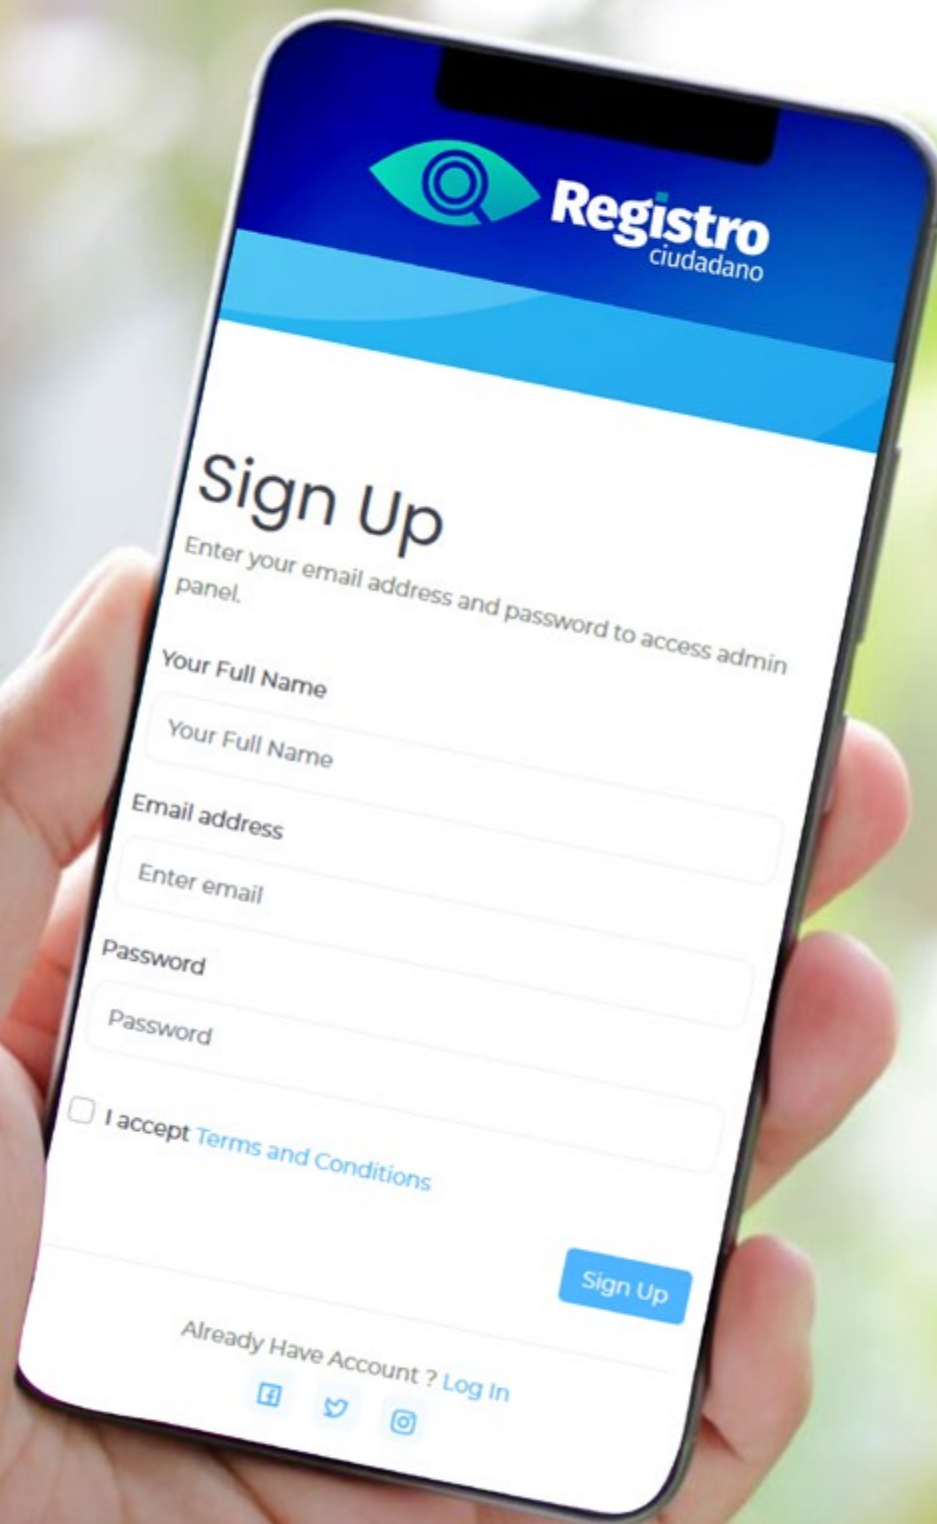 Registro
ciudadano
Sign Up
Enter your email address and password to access admin
panel.
Your Full Name
Your Full Name
Email address
Enter email
Password
Password
I accept Terms and Conditions
Sign Up
Already Have Account ? Log In